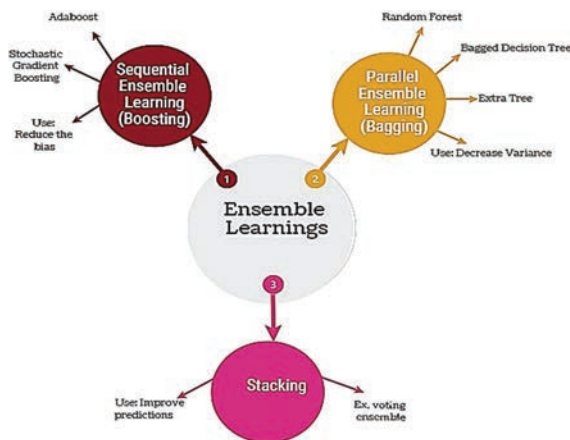 Adaboost
Stochastic
Gradient
Boosting
Use:
Reduce the
bias
Sequential
Ensemble
Learning
(Boosting)
Random Forest
Bagged Decision Tree
Extra Tree
Use: Decrease Variance
Parallel
Ensemble
Learning
(Bagging)
1
2
Ensemble
Learnings
3
Stacking
Use: Improve
predictions
Ex. voting
ensemble